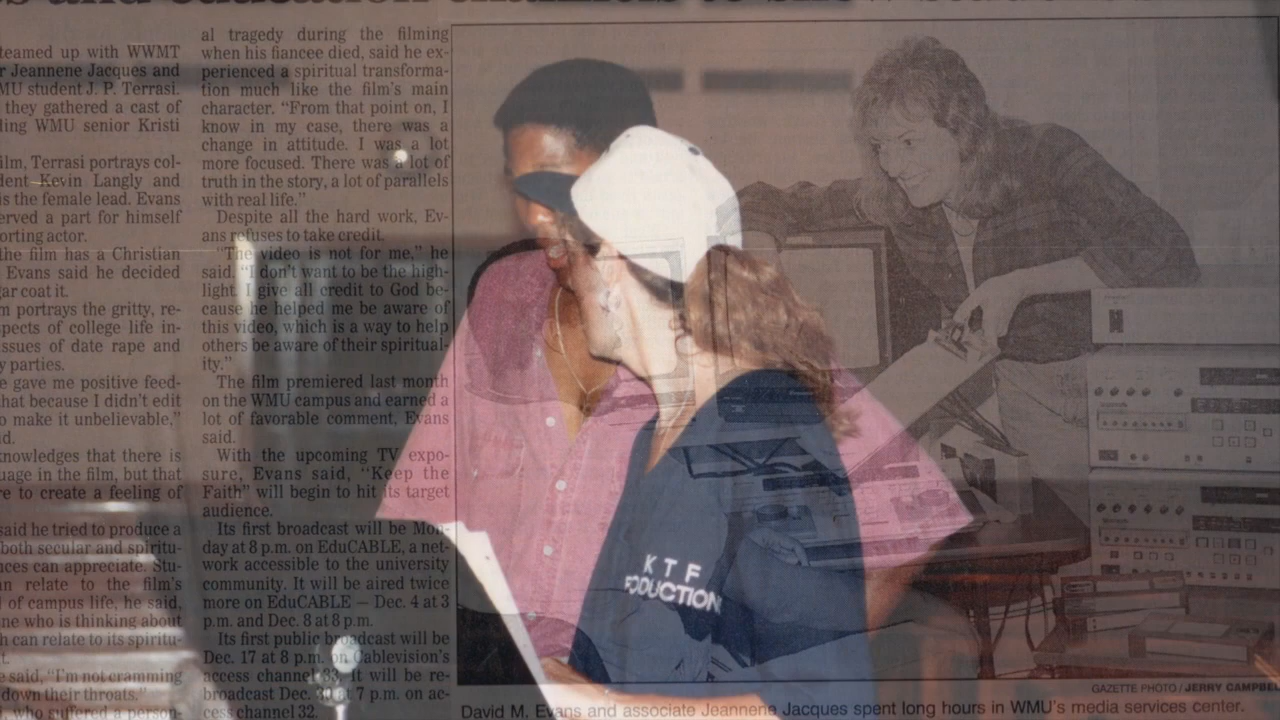 teamed up with WWMT
r Jeannene Jacques and
MU student J. P. Terrasi.
they gathered a cast of
ding WMU senior Kristi
ilm, Terrasi portrays col-
dent Kevin Langly and
is the female lead. Evans
erved a part for himself
orting actor.
the film has a Christian
Evans said he decided
gar coat it.
m portrays the gritty, re-
spects of college life in-
issues of date rape and
y parties.
e gave me positive feed-
that because I didn't edit
o make it unbelievable,"
d.
knowledges that there is
uage in the film, but that
re to create a feeling of
said he tried to produce a
both secular and spiritu-
nces can appreciate. Stu-
an relate to the film's
l of campus life, he said,
ne who is thinking about
h can relate to its spiritu-
t.
e said, "I'm not cramming
down their throats."
, who suffered a person-
al tragedy during the filming
when his fiancee died, said he ex-
perienced a spiritual transforma-
tion much like the film's main
character. "From that point on, I
know in my case, there was a
change in attitude. I was a lot
more focused. There was a lot of
truth in the story, a lot of parallels
with real life."
Despite all the hard work, Ev-
ans refuses to take credit.
"The video is not for me," he
said. "I don't want to be the high-
light. I give all credit to God be-
cause he helped me be aware of
this video, which is a way to help
others be aware of their spiritual-
ity."
The film premiered last month
on the WMU campus and earned a
lot of favorable comment, Evans
said.
With the upcoming TV expo-
sure, Evans said, "Keep the
Faith" will begin to hit its target
audience.
Its first broadcast will be Mon-
day at 8 p.m. on EduCABLE, a net-
work accessible to the university
community. It will be aired twice
more on EduCABLE — Dec. 4 at 3
p.m. and Dec. 8 at 8 p.m.
Its first public broadcast will be
Dec. 17 at 8 p.m. on Cablevision's
access channel 33. It will be re-
broadcast Dec. 30 at 7 p.m. on ac-
cess channel 32.
K T F
RODUCTION
GAZETTE PHOTO / JERRY CAMPBEL
David M. Evans and associate Jeannene Jacques spent long hours in WMU's media services center.